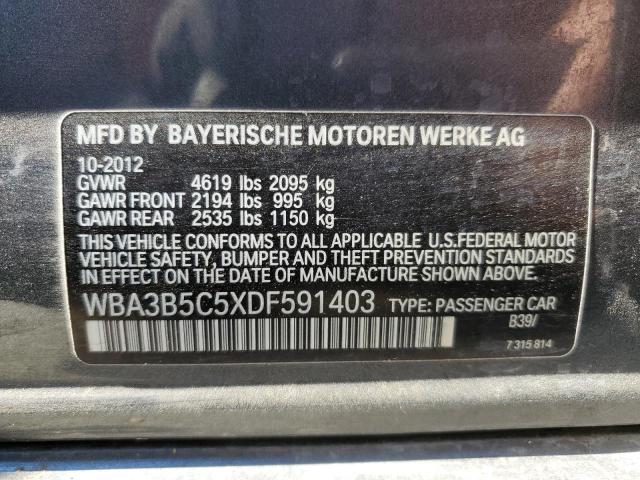 MFD BY BAYERISCHE MOTOREN WERKE AG
10-2012
GVWR 4619 lbs 2095 kg
GAWR FRONT 2194 lbs 995 kg
GAWR REAR 2535 lbs 1150 kg
THIS VEHICLE CONFORMS TO ALL APPLICABLE U.S.FEDERAL MOTOR
VEHICLE SAFETY, BUMPER AND THEFT PREVENTION STANDARDS
IN EFFECT ON THE DATE OF MANUFACTURE SHOWN ABOVE.
WBA3B5C5XDF591403 TYPE: PASSENGER CAR
B39/
7 315 814